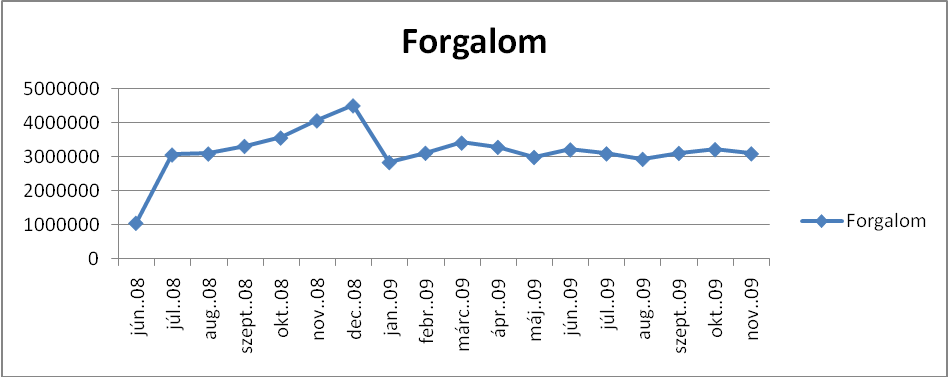 Forgalom
5000000
4000000
3000000
2000000
1000000
0
jún..08
júl..08
aug..08
szept..08
okt..08
nov..08
dec..08
jan..09
febr..09
márc..09
ápr..09
máj..09
jún..09
júl..09
aug..09
szept..09
okt..09
nov..09
Forgalom